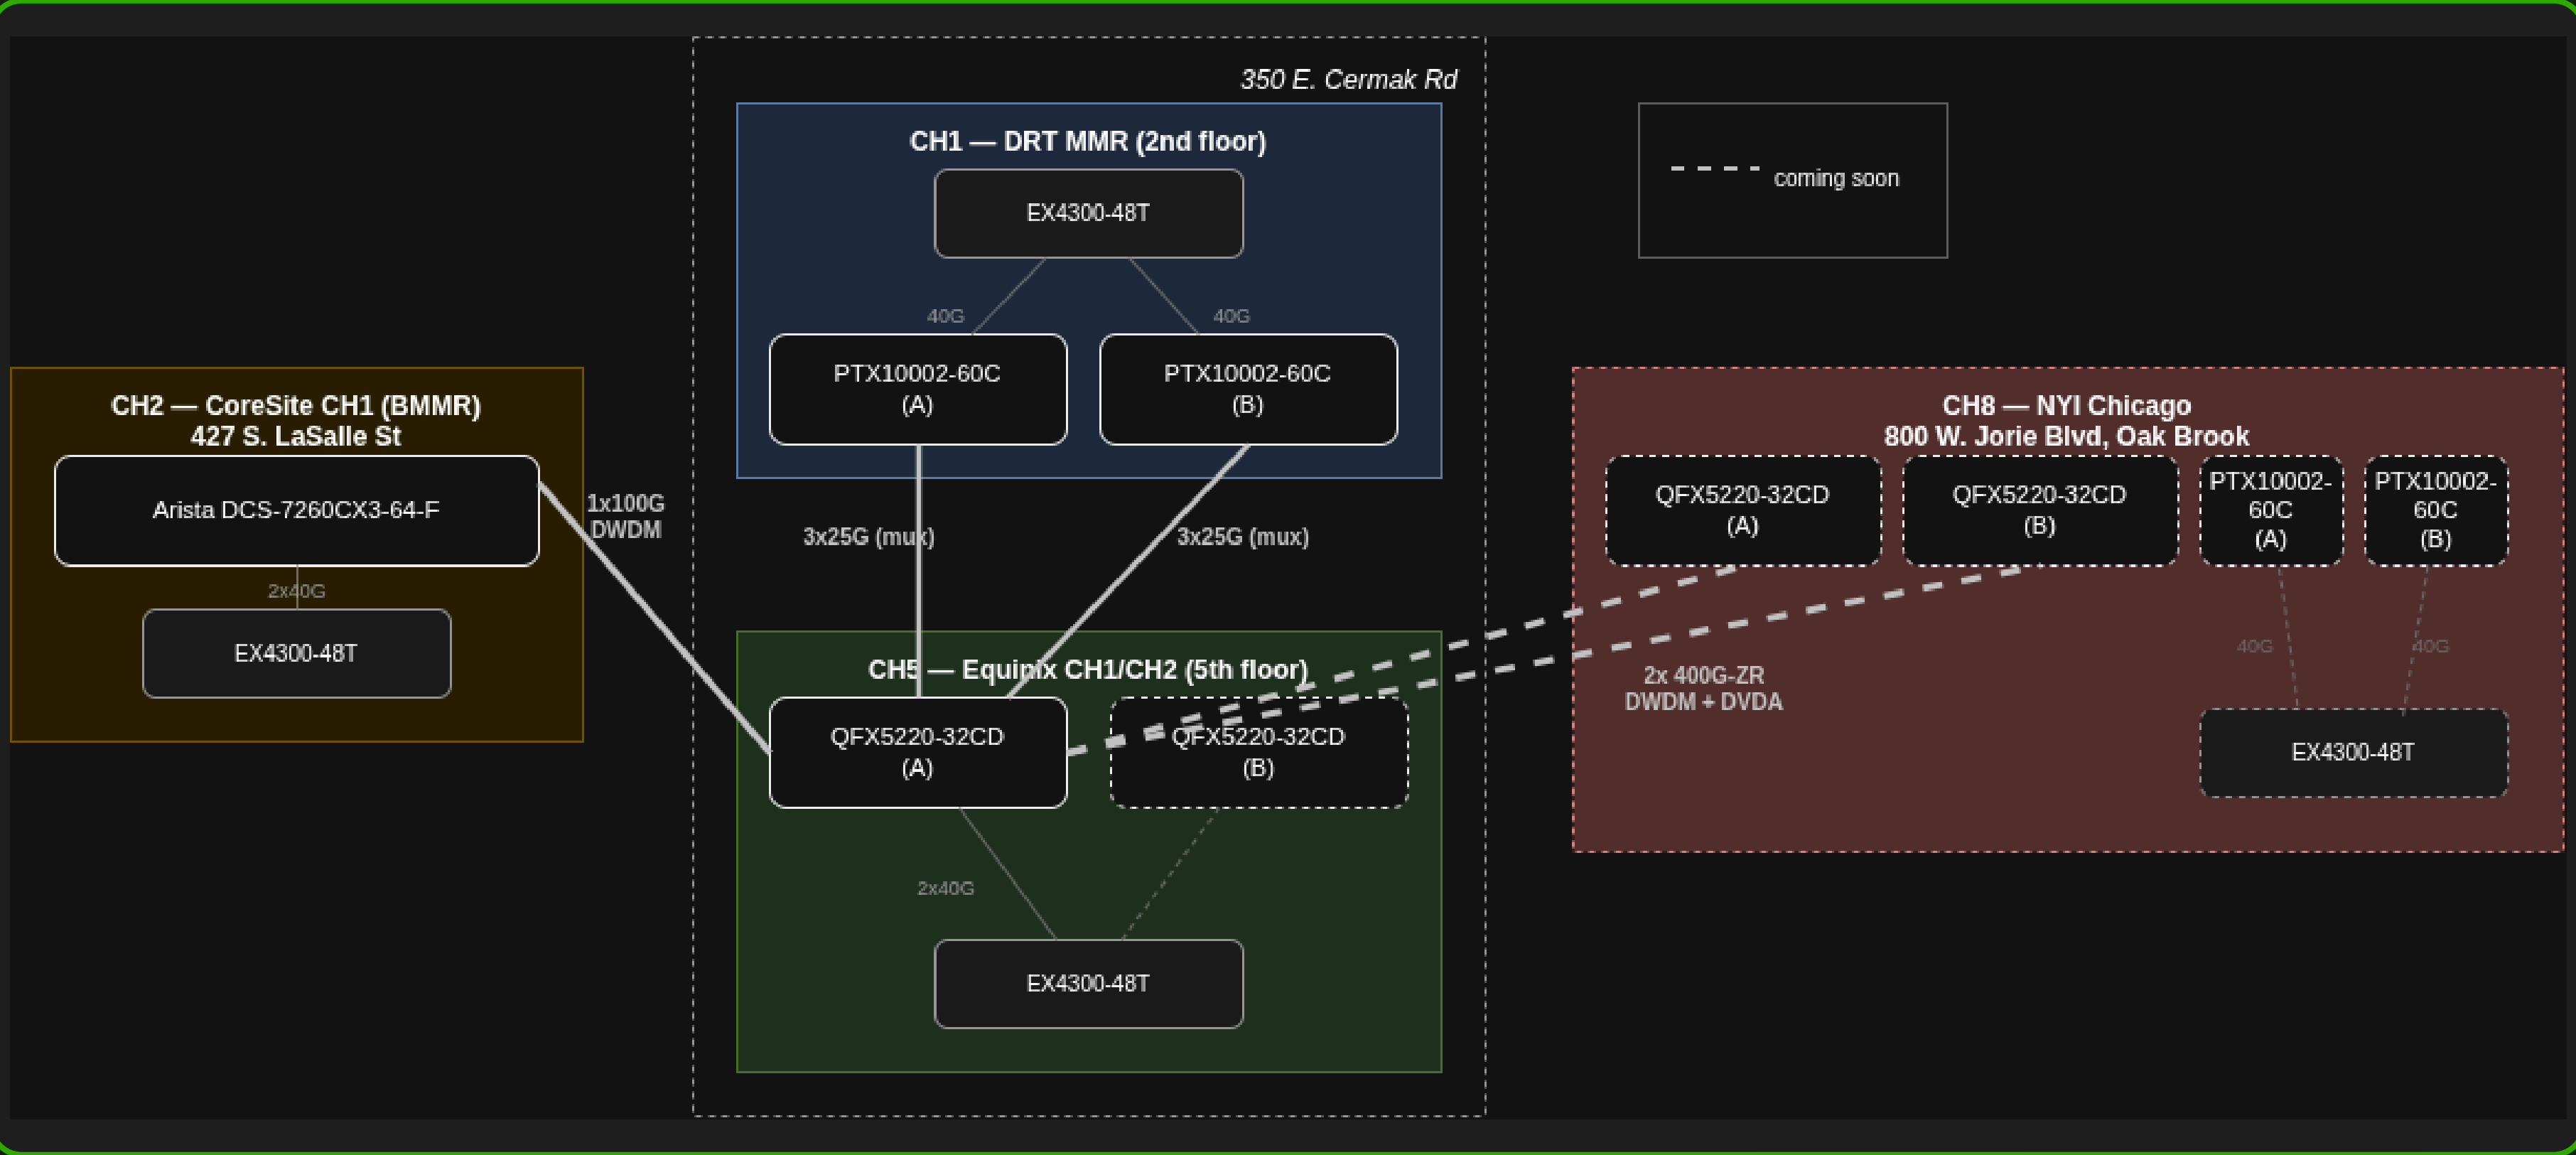 350 E. Cermak Rd
CH1 — DRT MMR (2nd floor)
EX4300-48T
40G
40G
PTX10002-60C
(A)
PTX10002-60C
(B)
coming soon
CH2 — CoreSite CH1 (BMMR)
427 S. LaSalle St
Arista DCS-7260CX3-64-F
2x40G
EX4300-48T
1x100G
DWDM
3x25G (mux)
3x25G (mux)
CH5 — Equinix CH1/CH2 (5th floor)
QFX5220-32CD
(A)
QFX5220-32CD
(B)
2x40G
EX4300-48T
CH8 — NYI Chicago
800 W. Jorie Blvd, Oak Brook
QFX5220-32CD
(A)
QFX5220-32CD
(B)
PTX10002-
60C
(A)
PTX10002-
60C
(B)
40G
40G
2x 400G-ZR
DWDM + DVDA
EX4300-48T